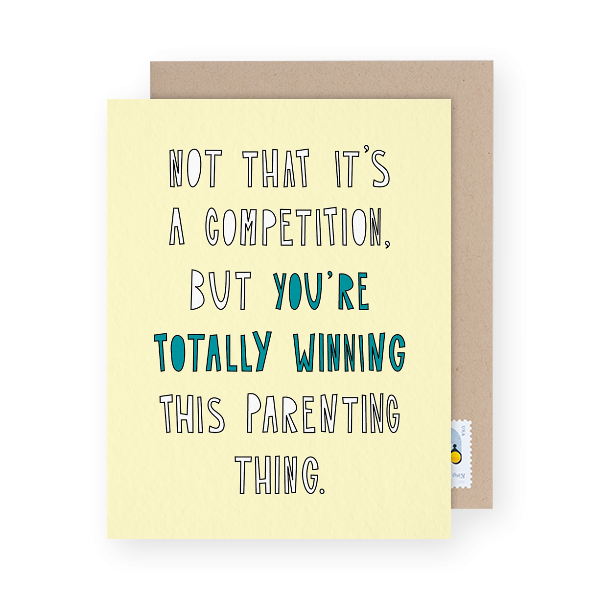 NOT THAT IT'S
A COMPETITION,
BUT YOU'RE
TOTALLY WINNING
THIS PARENTING
THING.